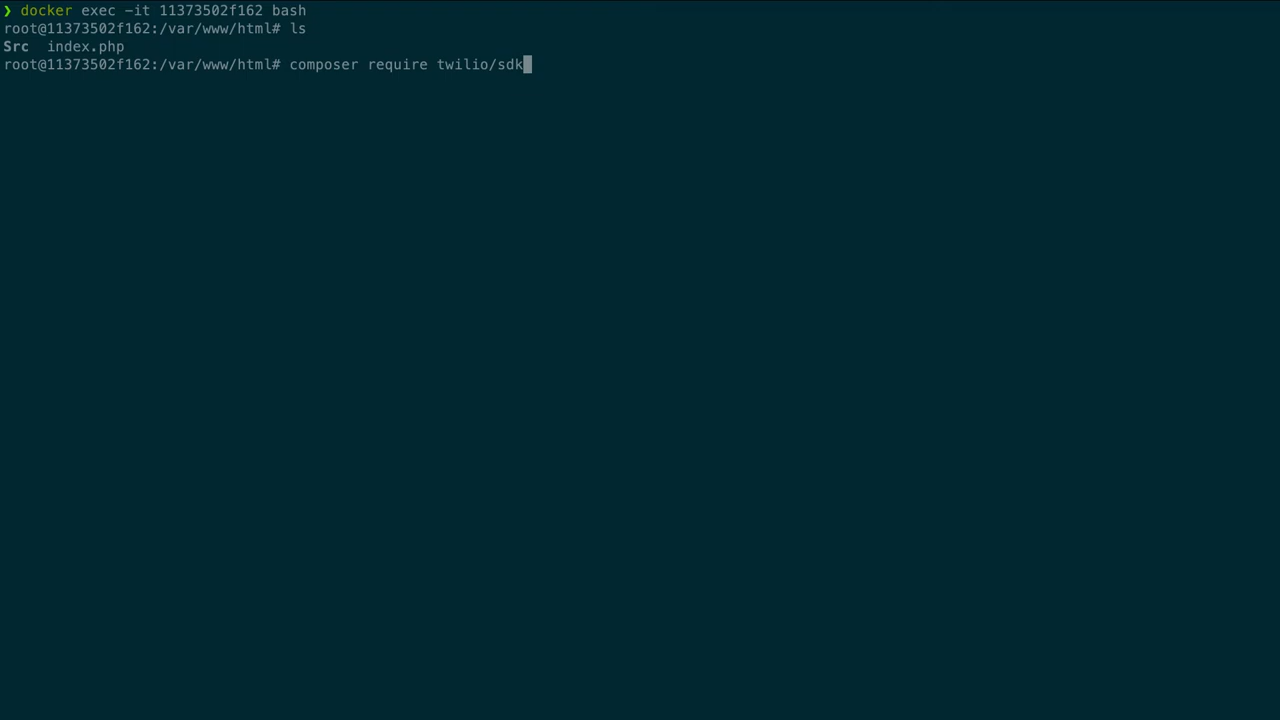 ❯ docker exec -it 11373502f162 bash
root@11373502f162:/var/www/html# ls
Src  index.php
root@11373502f162:/var/www/html# composer require twilio/sdk